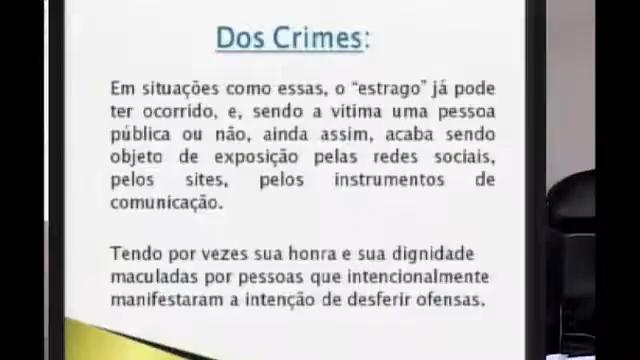 Dos Crimes:
Em situações como essas, o “estrago” já pode
ter ocorrido, e, sendo a vitima uma pessoa
pública ou não, ainda assim, acaba sendo
objeto de exposição pelas redes sociais,
pelos sites, pelos instrumentos de
comunicação.
Tendo por vezes sua honra e sua dignidade
maculadas por pessoas que intencionalmente
manifestaram a intenção de desferir ofensas.